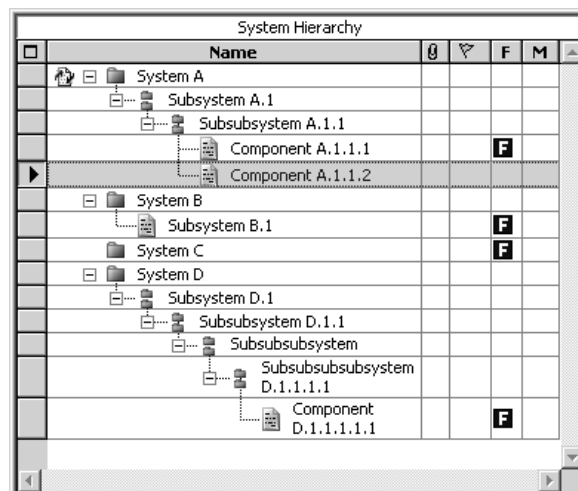 System Hierarchy
Name F M
System A
Subsystem A.1
Subsubsystem A.1.1
Component A.1.1.1 F
Component A.1.1.2
System B
Subsystem B.1 F
System C F
System D
Subsystem D.1
Subsubsystem D.1.1
Subsubsubsystem
Subsubsubsubsystem
D.1.1.1.1
Component
D.1.1.1.1.1 F